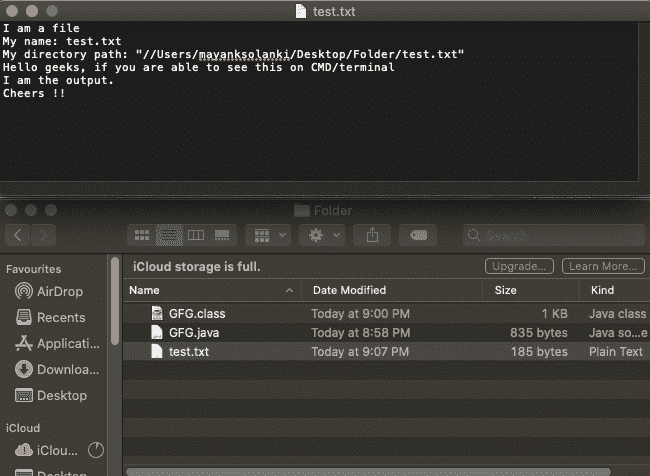 test.txt
I am a file
My name: test.txt
My directory path: "//Users/mayanksolanki/Desktop/Folder/test.txt"
Hello geeks, if you are able to see this on CMD/terminal
I am the output.
Cheers !!
Folder
Search
iCloud storage is full. Upgrade... Learn More...
Favourites
AirDrop
Recents
Applicati...
Downloa...
Desktop
iCloud
iClou...
Desktop
Name Date Modified Size Kind
GFG.class Today at 9:00 PM 1 KB Java class
GFG.java Today at 8:58 PM 835 bytes Java so...e
test.txt Today at 9:07 PM 185 bytes Plain Text